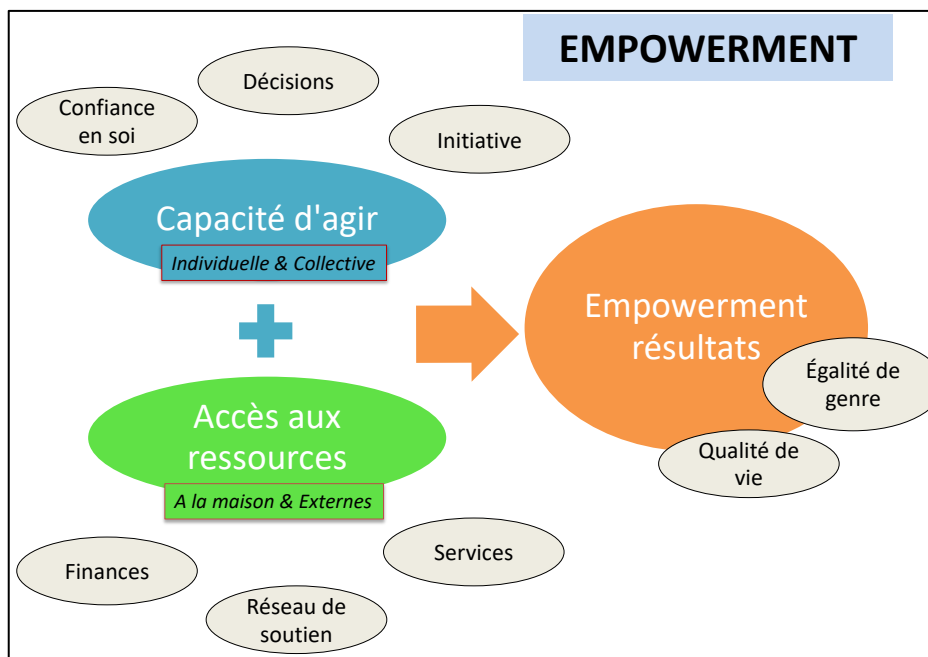 EMPOWERMENT
Décisions
Confiance
en soi
Initiative
Capacité d'agir
Individuelle & Collective
Empowerment
résultats
Égalité de
genre
Qualité de
vie
Accès aux
ressources
A la maison & Externes
Services
Finances
Réseau de
soutien